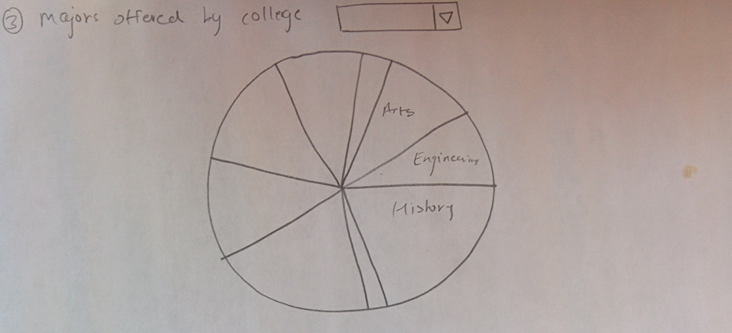 ③ Majors offered by college
Arts
Engineering
History